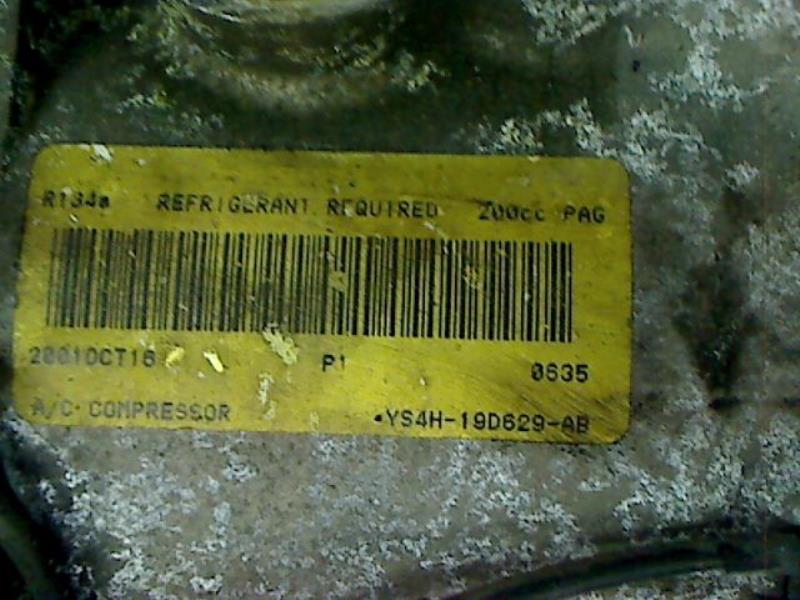 R134a REFRIGERANT REQUIRED 200cc PAG
2001OCT16 P1 0635
A/C COMPRESSOR YS4H-19D629-AB